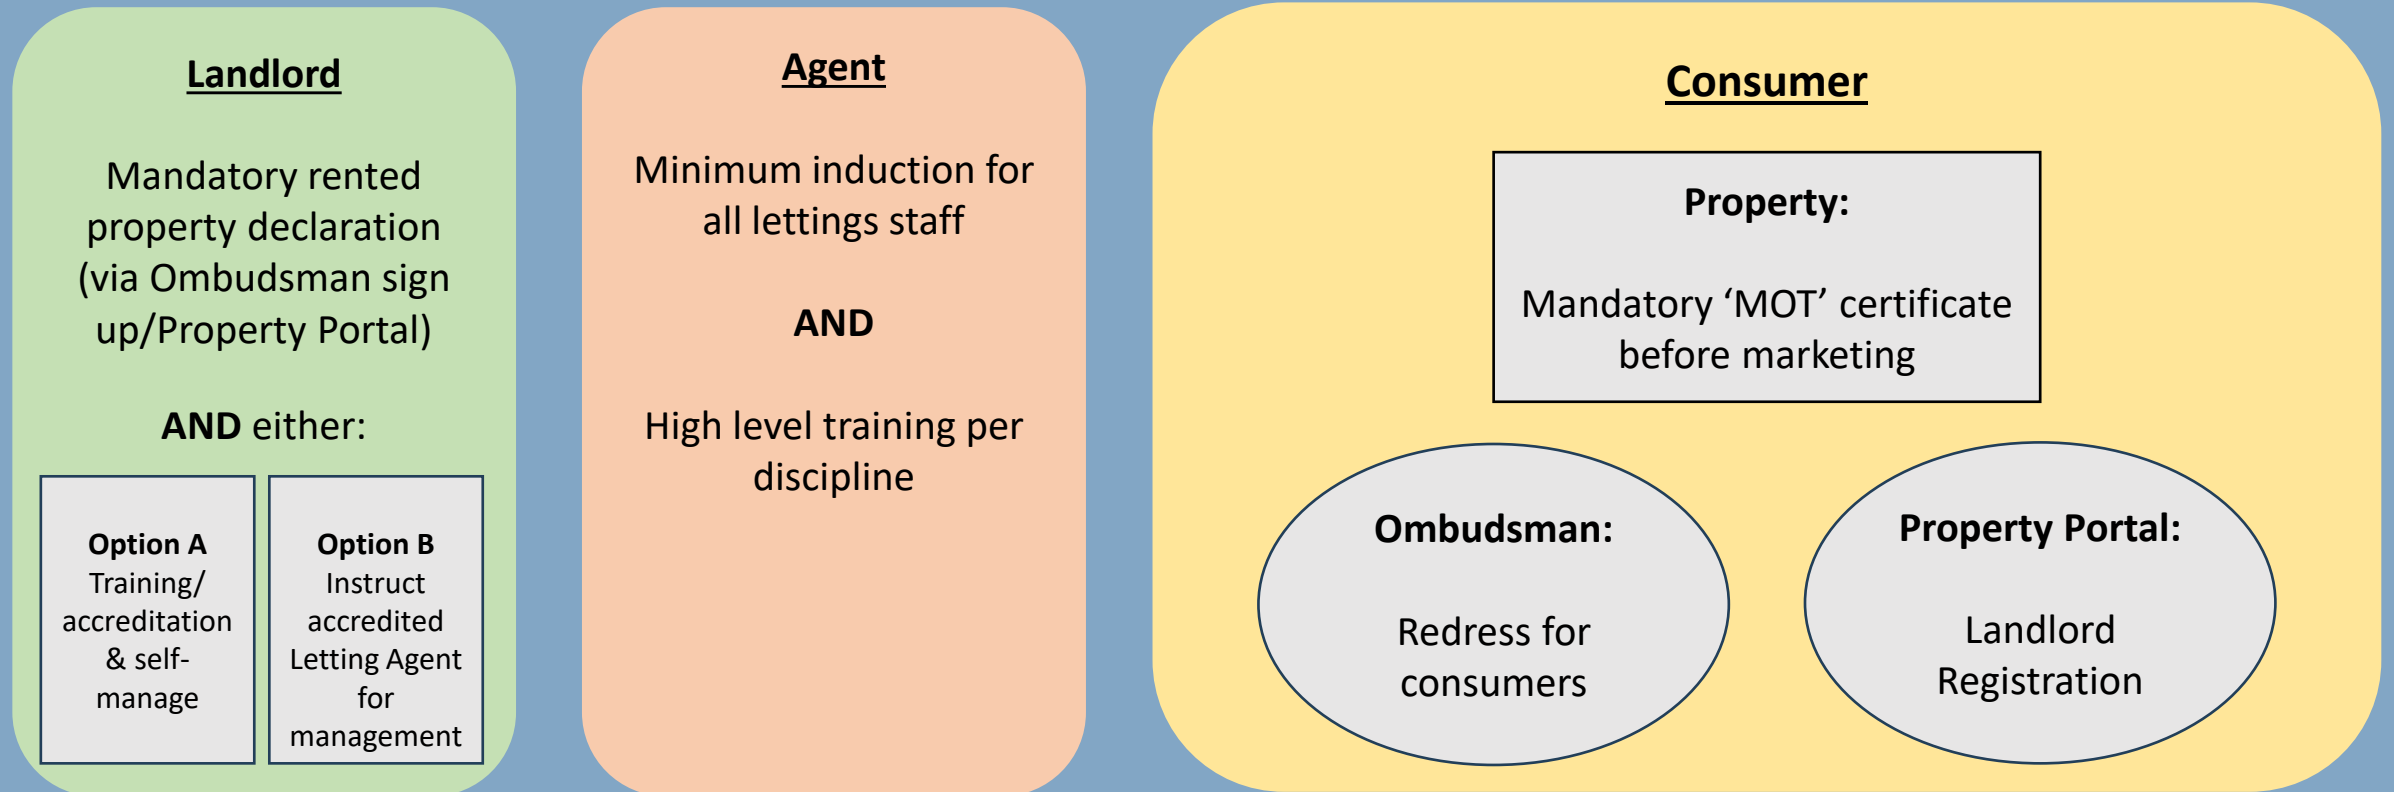 Landlord
Mandatory rented
property declaration
(via Ombudsman sign
up/Property Portal)
AND either:
Option A
Training/
accreditation
& self-
manage
Option B
Instruct
accredited
Letting Agent
for
management
Agent
Minimum induction for
all lettings staff
AND
High level training per
discipline
Consumer
Property:
Mandatory ‘MOT’ certificate
before marketing
Ombudsman:
Redress for
consumers
Property Portal:
Landlord
Registration